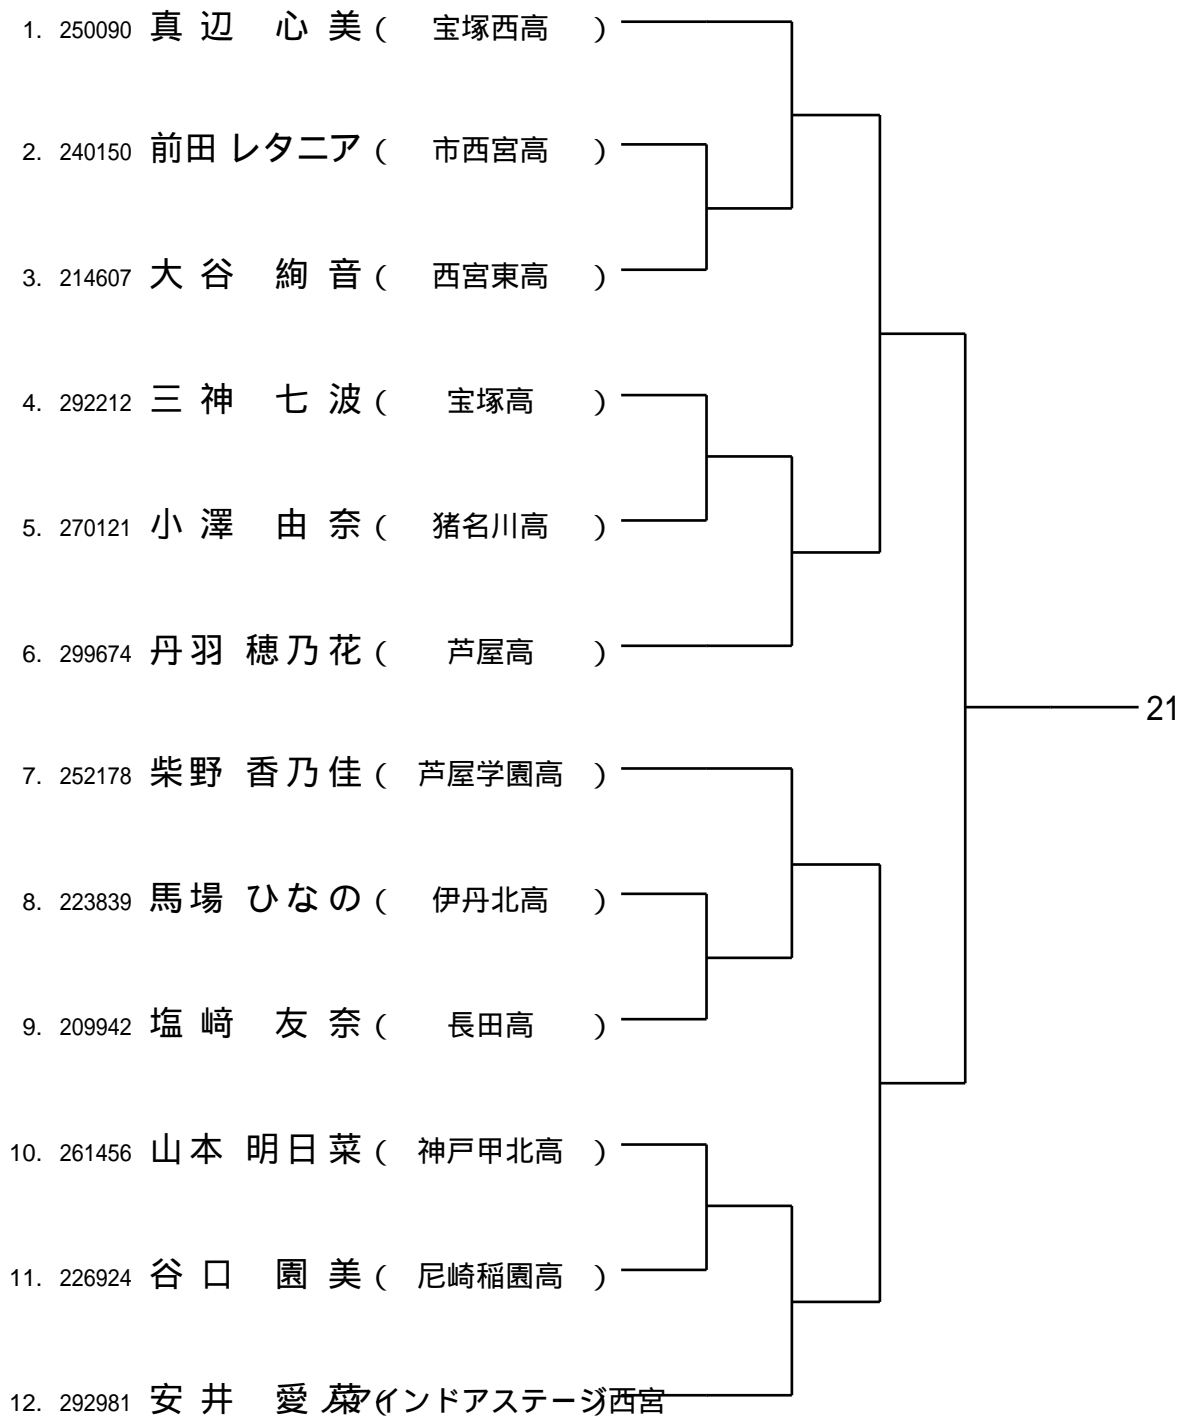 1. 250090 真辺 心美 ( 宝塚西高 )
2. 240150 前田 レタニア ( 市西宮高 )
3. 214607 大谷 絢音 ( 西宮東高 )
4. 292212 三神 七波 ( 宝塚高 )
5. 270121 小澤 由奈 ( 猪名川高 )
6. 299674 丹羽 穂乃花 ( 芦屋高 )
21
7. 252178 柴野 香乃佳 ( 芦屋学園高 )
8. 223839 馬場 ひなの ( 伊丹北高 )
9. 209942 塩﨑 友奈 ( 長田高 )
10. 261456 山本 明日菜 ( 神戸甲北高 )
11. 226924 谷口 園美 ( 尼崎稲園高 )
12. 292981 安井 愛菜 ( ノアインドアステージ西宮 )